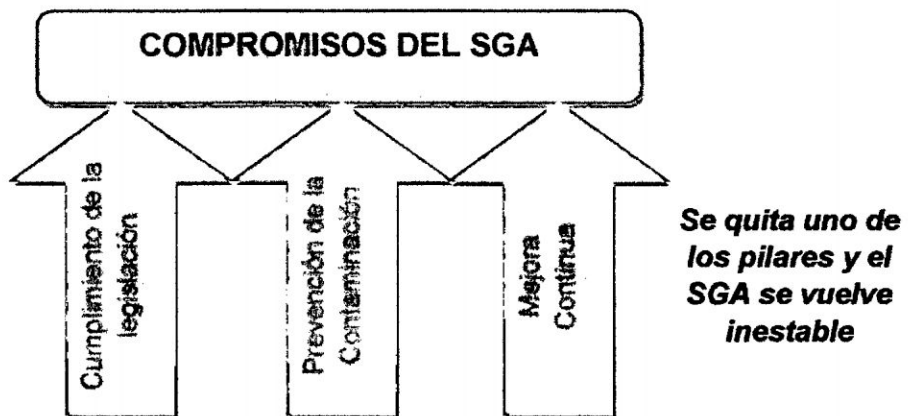 COMPROMISOS DEL SGA
Cumplimiento de la
legislación
Prevención de la
Contaminación
Mejora
Continua
Se quita uno de
los pilares y el
SGA se vuelve
inestable